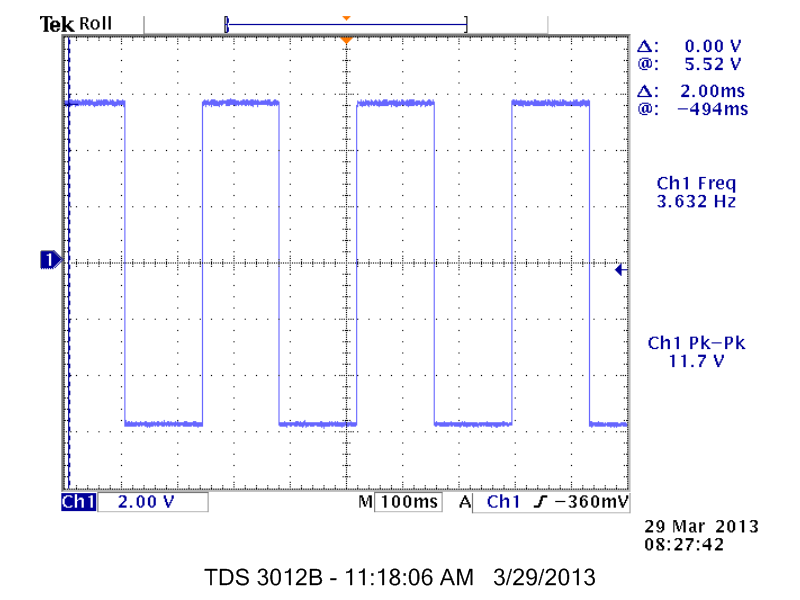 Tek Roll
Δ: 0.00 V
@: 5.52 V
Δ: 2.00ms
@: −494ms
Ch1 Freq
3.632 Hz
1
Ch1 Pk−Pk
11.7 V
Ch1 2.00 V M 100ms A Ch1 ƒ −360mV
29 Mar 2013
08:27:42
TDS 3012B - 11:18:06 AM 3/29/2013